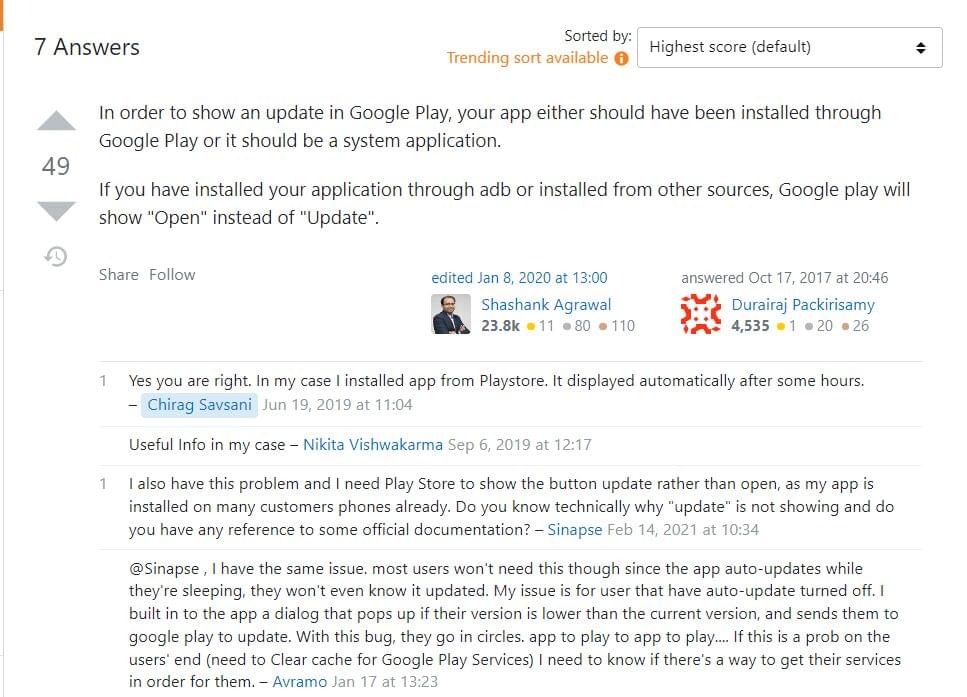 7 Answers
Sorted by:
Trending sort available
Highest score (default)
In order to show an update in Google Play, your app either should have been installed through
Google Play or it should be a system application.
49
If you have installed your application through adb or installed from other sources, Google play will
show "Open" instead of "Update".
Share Follow
edited Jan 8, 2020 at 13:00
Shashank Agrawal
23.8k 11 80 110
answered Oct 17, 2017 at 20:46
Durairaj Packirisamy
4,535 1 20 26
1 Yes you are right. In my case I installed app from Playstore. It displayed automatically after some hours.
– Chirag Savsani Jun 19, 2019 at 11:04
Useful Info in my case – Nikita Vishwakarma Sep 6, 2019 at 12:17
1 I also have this problem and I need Play Store to show the button update rather than open, as my app is
installed on many customers phones already. Do you know technically why "update" is not showing and do
you have any reference to some official documentation? – Sinapse Feb 14, 2021 at 10:34
@Sinapse , I have the same issue. most users won't need this though since the app auto-updates while
they're sleeping, they won't even know it updated. My issue is for user that have auto-update turned off. I
built in to the app a dialog that pops up if their version is lower than the current version, and sends them to
google play to update. With this bug, they go in circles. app to play to app to play.... If this is a prob on the
users' end (need to Clear cache for Google Play Services) I need to know if there's a way to get their services
in order for them. – Avramo Jan 17 at 13:23